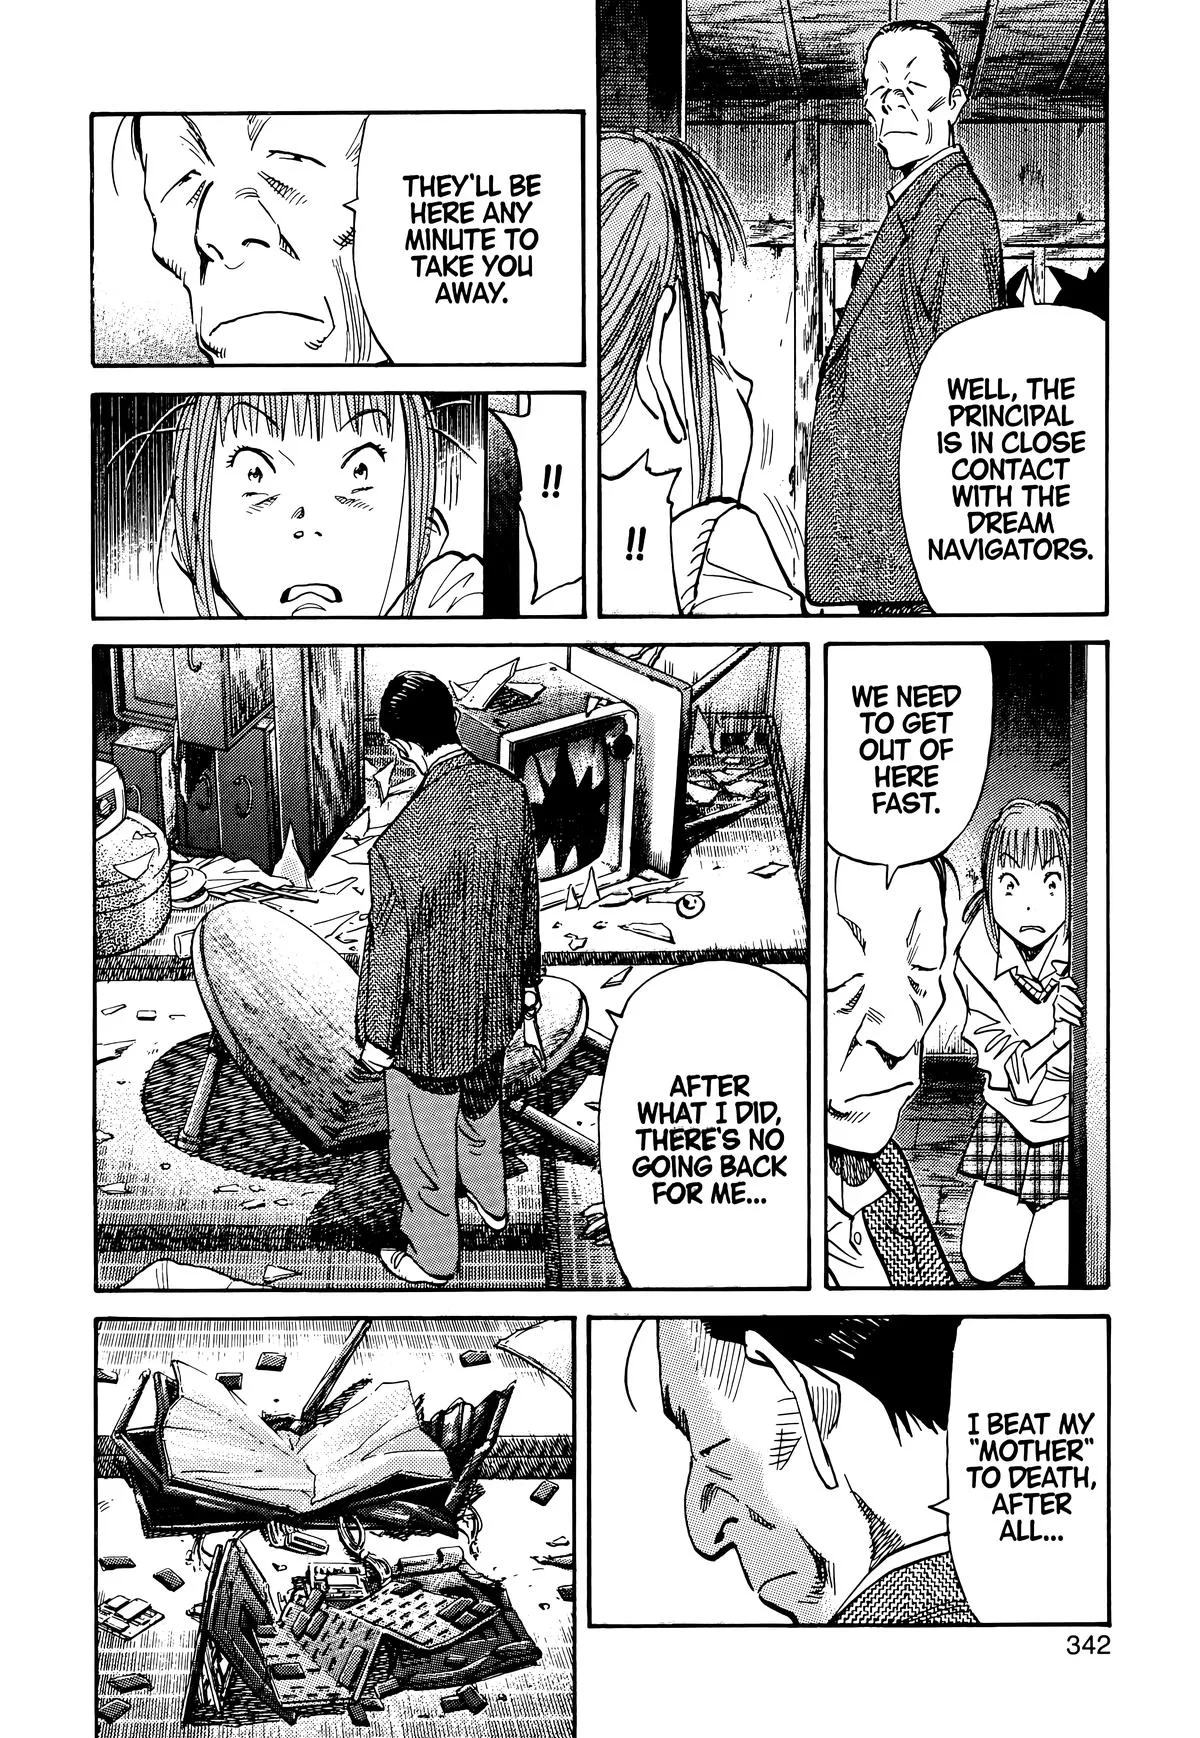 WELL, THE
PRINCIPAL
IS IN CLOSE
CONTACT
WITH THE
DREAM
NAVIGATORS.
!!
THEY'LL BE
HERE ANY
MINUTE TO
TAKE YOU
AWAY.
!!
WE NEED
TO GET
OUT OF
HERE
FAST.
AFTER
WHAT I DID,
THERE'S NO
GOING BACK
FOR ME...
I BEAT MY
"MOTHER"
TO DEATH,
AFTER
ALL...
342